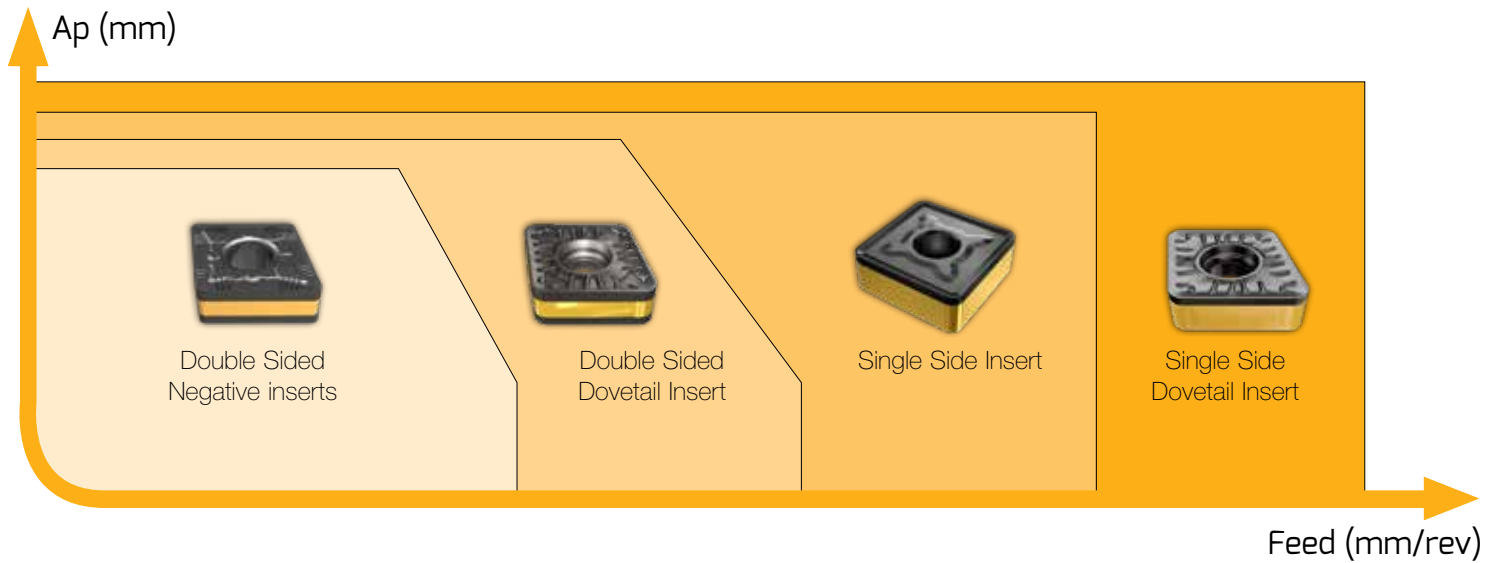 Ap (mm)
Double Sided
Negative inserts
Double Sided
Dovetail Insert
Single Side Insert
Single Side
Dovetail Insert
Feed (mm/rev)